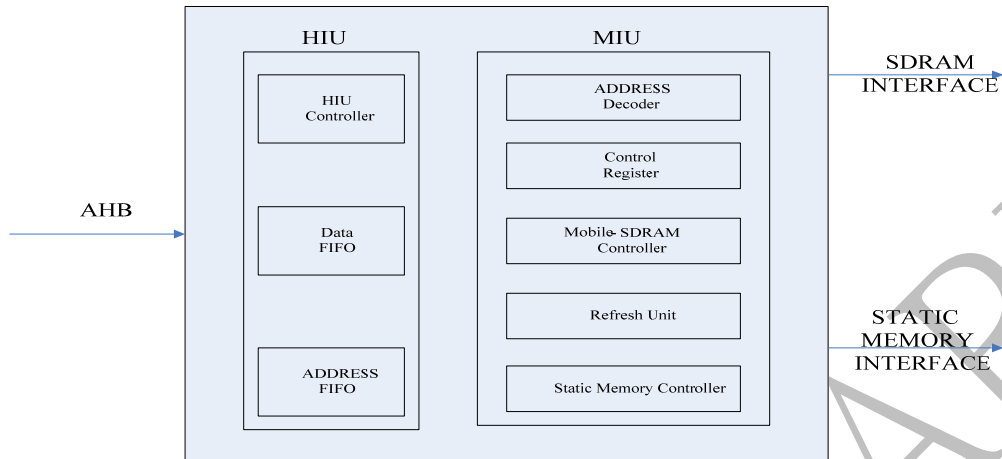 HIU
MIU
HIU
Controller
Data
FIFO
ADDRESS
FIFO
ADDRESS
Decoder
Control
Register
Mobile-SDRAM
Controller
Refresh Unit
Static Memory Controller
AHB
SDRAM
INTERFACE
STATIC
MEMORY
INTERFACE